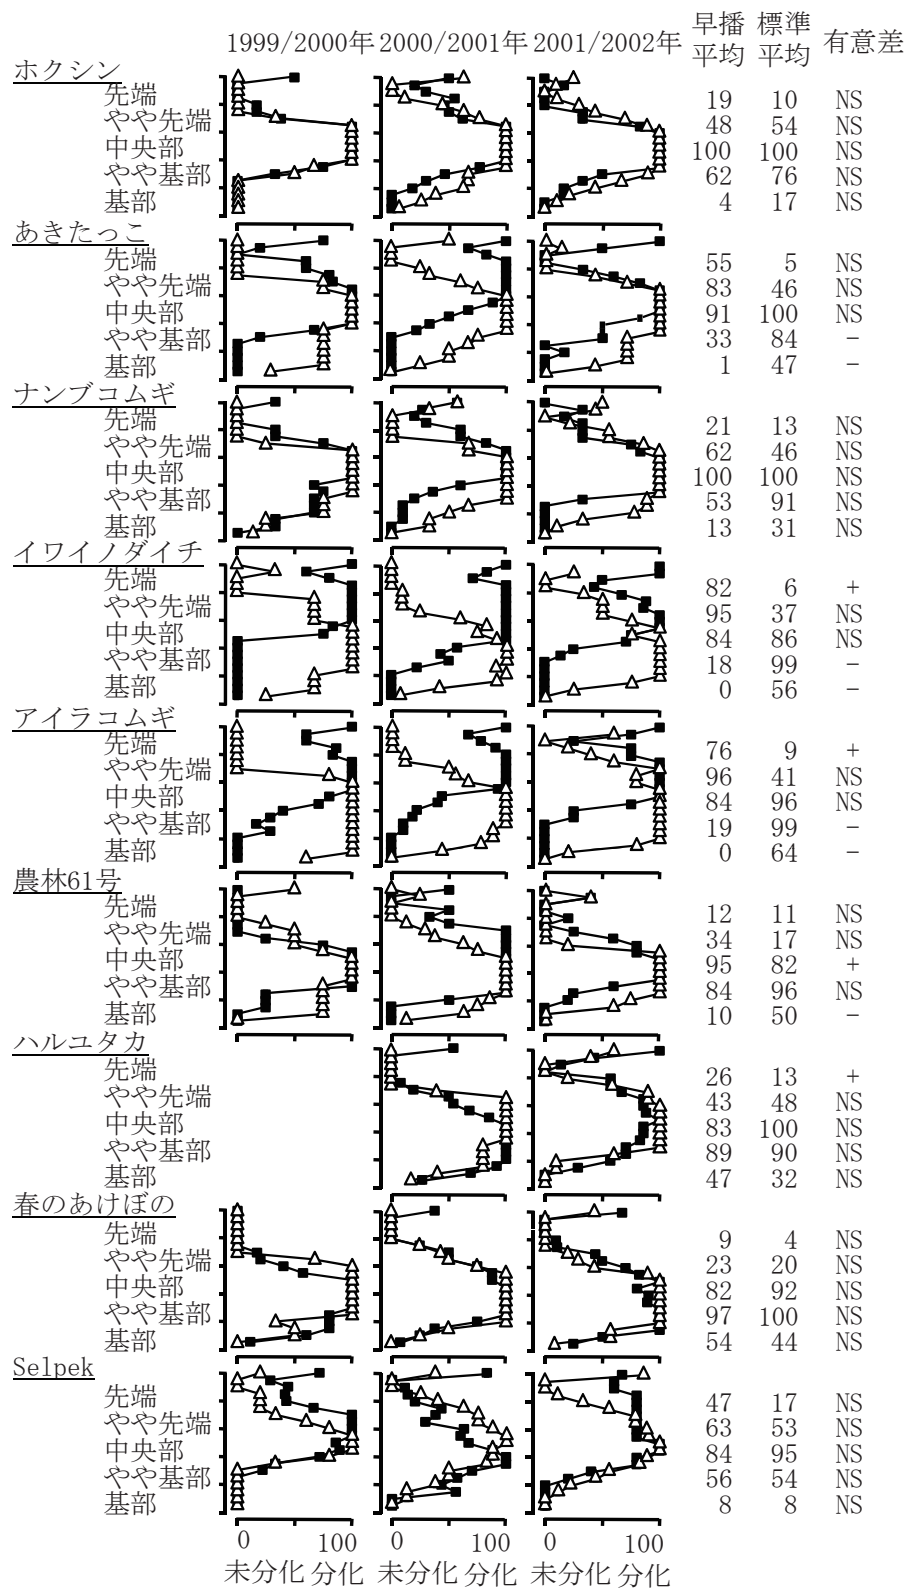 1999/2000年 2000/2001年 2001/2002年 早播平均 標準平均 有意差
ホクシン
先端 19 10 NS
やや先端 48 54 NS
中央部 100 100 NS
やや基部 62 76 NS
基部 4 17 NS
あきたっこ
先端 55 5 NS
やや先端 83 46 NS
中央部 91 100 NS
やや基部 33 84 −
基部 1 47 −
ナンブコムギ
先端 21 13 NS
やや先端 62 46 NS
中央部 100 100 NS
やや基部 53 91 NS
基部 13 31 NS
イワイノダイチ
先端 82 6 +
やや先端 95 37 NS
中央部 84 86 NS
やや基部 18 99 −
基部 0 56 −
アイラコムギ
先端 76 9 +
やや先端 96 41 NS
中央部 84 96 NS
やや基部 19 99 −
基部 0 64 −
農林61号
先端 12 11 NS
やや先端 34 17 NS
中央部 95 82 +
やや基部 84 96 NS
基部 10 50 −
ハルユタカ
先端 26 13 +
やや先端 43 48 NS
中央部 83 100 NS
やや基部 89 90 NS
基部 47 32 NS
春のあけぼの
先端 9 4 NS
やや先端 23 20 NS
中央部 82 92 NS
やや基部 97 100 NS
基部 54 44 NS
Selpek
先端 47 17 NS
やや先端 63 53 NS
中央部 84 95 NS
やや基部 56 54 NS
基部 8 8 NS
0 100 0 100 0 100
未分化 分化 未分化 分化 未分化 分化